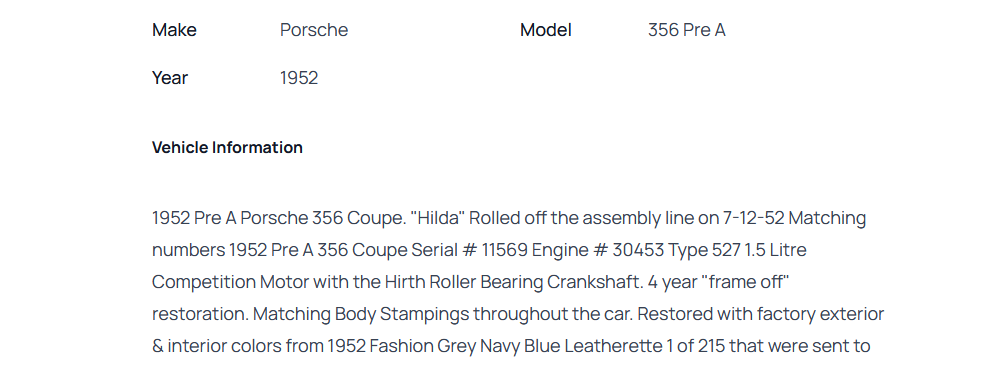 Make Porsche Model 356 Pre A
Year 1952
Vehicle Information
1952 Pre A Porsche 356 Coupe. "Hilda" Rolled off the assembly line on 7-12-52 Matching
numbers 1952 Pre A 356 Coupe Serial # 11569 Engine # 30453 Type 527 1.5 Litre
Competition Motor with the Hirth Roller Bearing Crankshaft. 4 year "frame off"
restoration. Matching Body Stampings throughout the car. Restored with factory exterior
& interior colors from 1952 Fashion Grey Navy Blue Leatherette 1 of 215 that were sent to